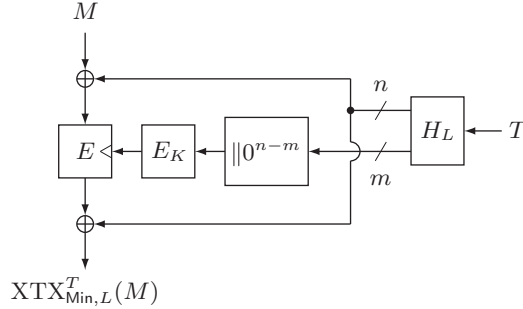 M
n
E
E_K
∥0^{n−m}
H_L
T
m
XTX^T_{Min,L}(M)